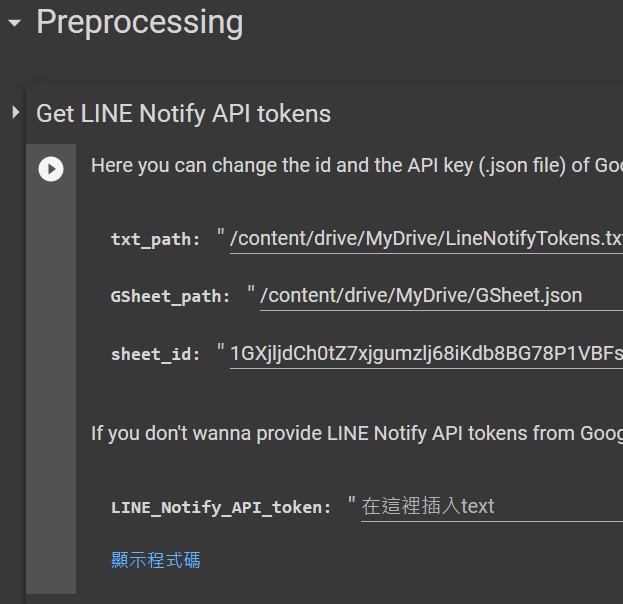 Preprocessing
Get LINE Notify API tokens
Here you can change the id and the API key (.json file) of Goo
txt_path: "/content/drive/MyDrive/LineNotifyTokens.tx
GSheet_path: "/content/drive/MyDrive/GSheet.json
sheet_id: "1GXjljdCh0tZ7xjgumzlj68iKdb8BG78P1VBFs
If you don't wanna provide LINE Notify API tokens from Goog
LINE_Notify_API_token: "在這裡插入text
顯示程式碼